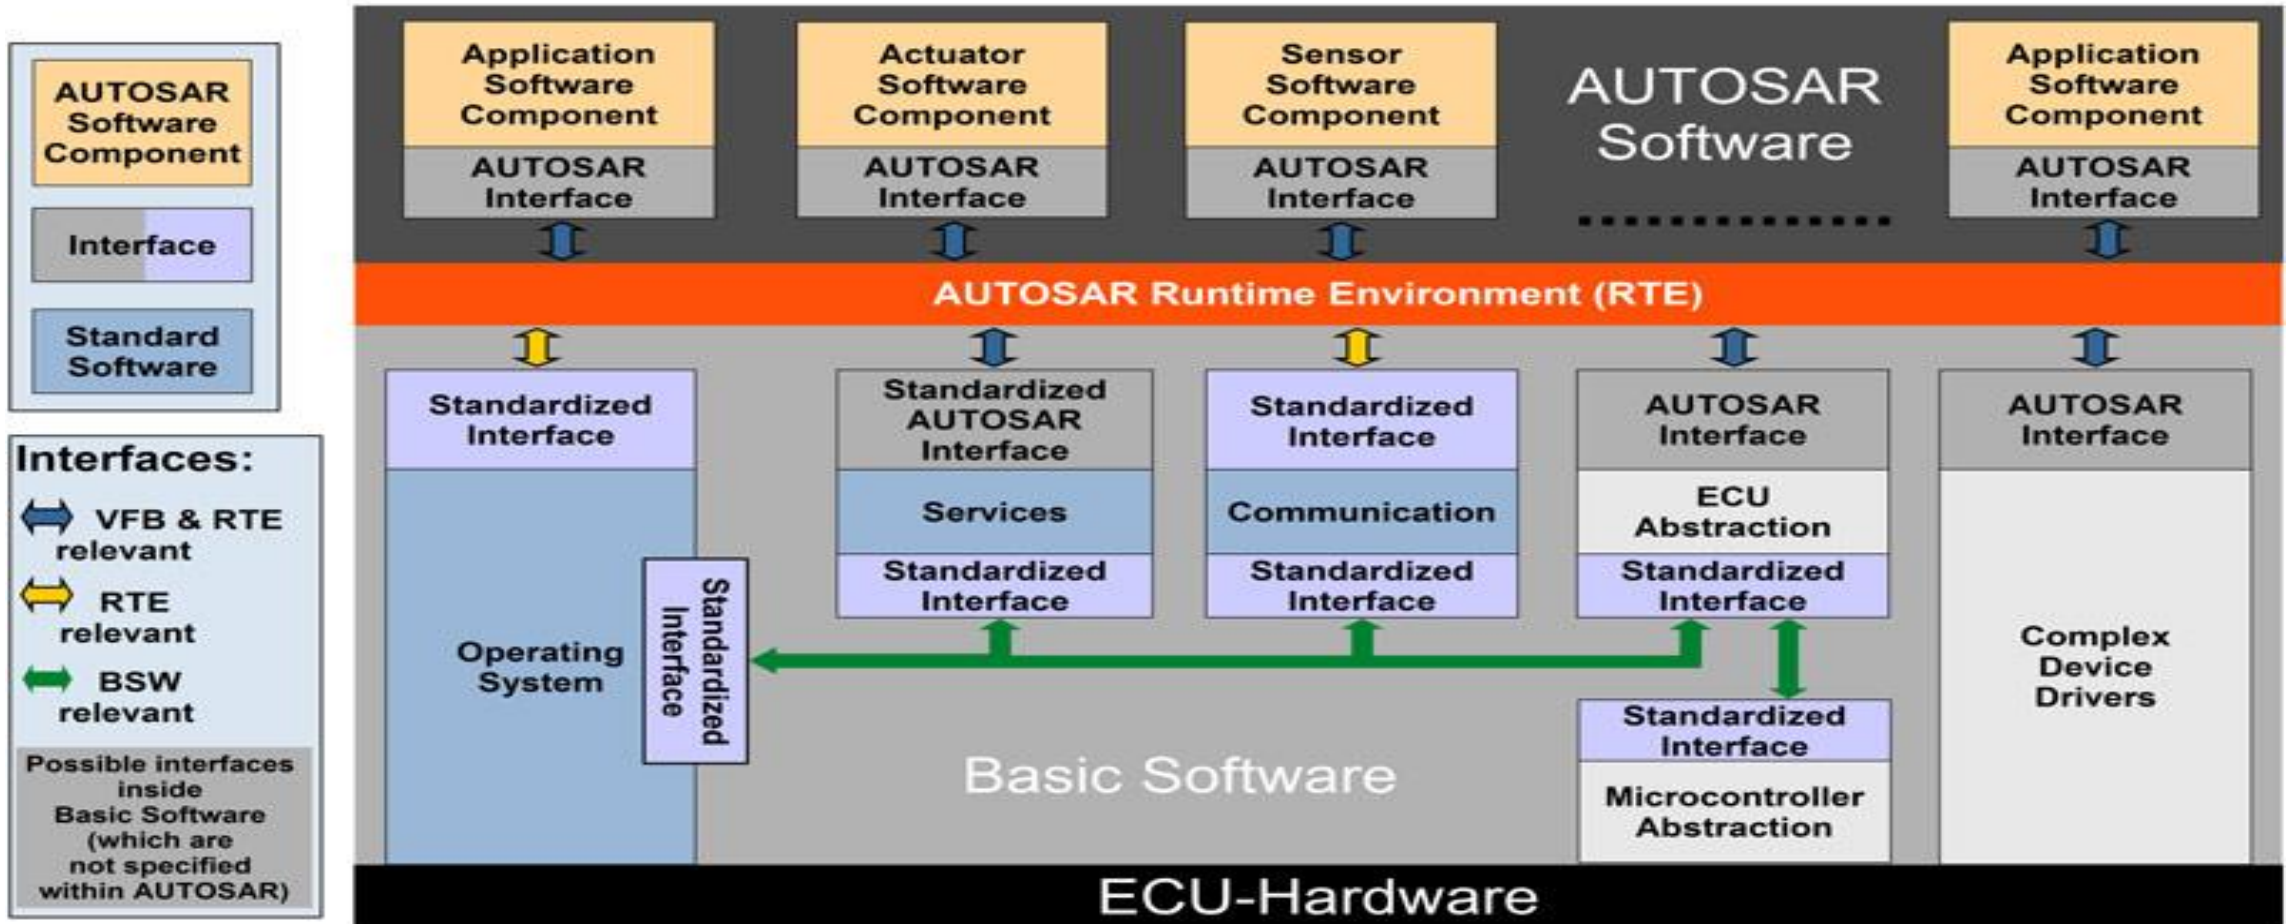 AUTOSAR
Software
Component
Interface
Standard
Software
Interfaces:
VFB & RTE
relevant
RTE
relevant
BSW
relevant
Possible interfaces
inside
Basic Software
(which are
not specified
within AUTOSAR)
Application
Software
Component
AUTOSAR
Interface
Actuator
Software
Component
AUTOSAR
Interface
Sensor
Software
Component
AUTOSAR
Interface
AUTOSAR
Software
Application
Software
Component
AUTOSAR
Interface
AUTOSAR Runtime Environment (RTE)
Standardized
Interface
Operating
System
Standardized
Interface
Standardized
AUTOSAR
Interface
Services
Standardized
Interface
Standardized
Interface
Communication
Standardized
Interface
AUTOSAR
Interface
ECU
Abstraction
Standardized
Interface
Standardized
Interface
Microcontroller
Abstraction
AUTOSAR
Interface
Complex
Device
Drivers
Basic Software
ECU-Hardware